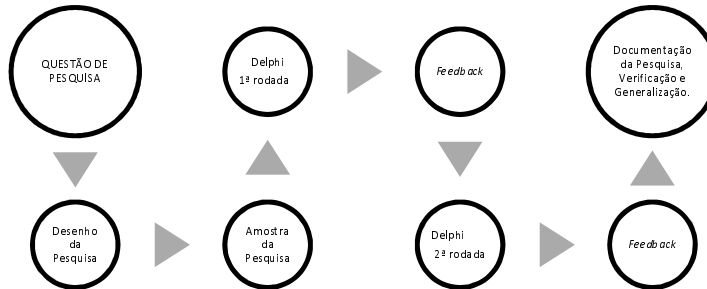 QUESTÃO DE
PESQUISA
Desenho
da
Pesquisa
Amostra
da
Pesquisa
Delphi
1ª rodada
Feedback
Delphi
2ª rodada
Feedback
Documentação
da Pesquisa,
Verificação e
Generalização.